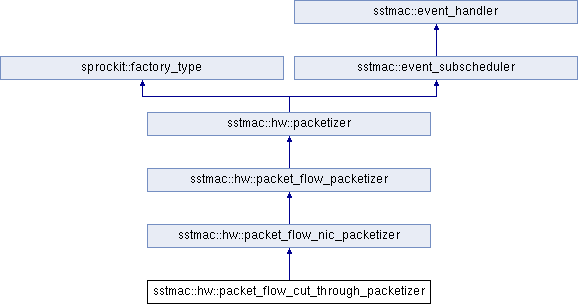 sstmac::event_handler
sprockit::factory_type
sstmac::event_subscheduler
sstmac::hw::packetizer
sstmac::hw::packet_flow_packetizer
sstmac::hw::packet_flow_nic_packetizer
sstmac::hw::packet_flow_cut_through_packetizer